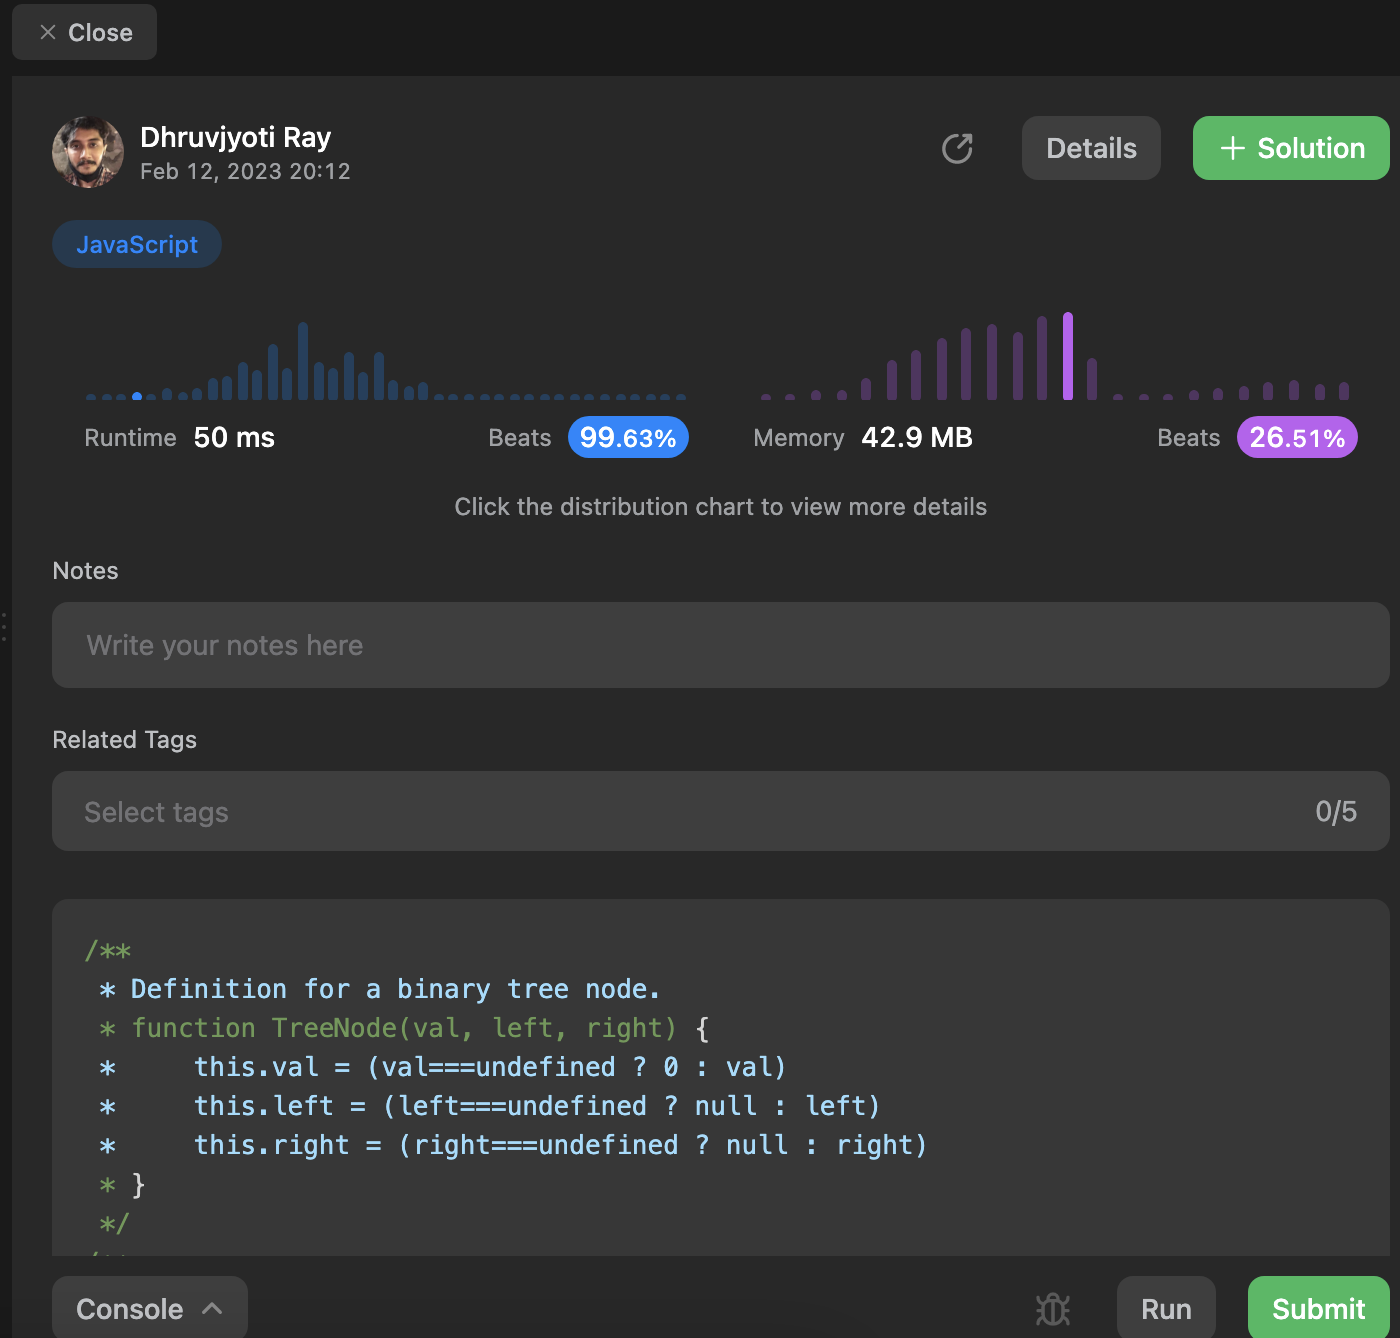 Close
Dhruvjyoti Ray
Feb 12, 2023 20:12
Details
+ Solution
JavaScript
Runtime 50 ms Beats 99.63% Memory 42.9 MB Beats 26.51%
Click the distribution chart to view more details
Notes
Write your notes here
Related Tags
Select tags 0/5
/**
 * Definition for a binary tree node.
 * function TreeNode(val, left, right) {
 *     this.val = (val===undefined ? 0 : val)
 *     this.left = (left===undefined ? null : left)
 *     this.right = (right===undefined ? null : right)
 * }
 */
Console
Run
Submit